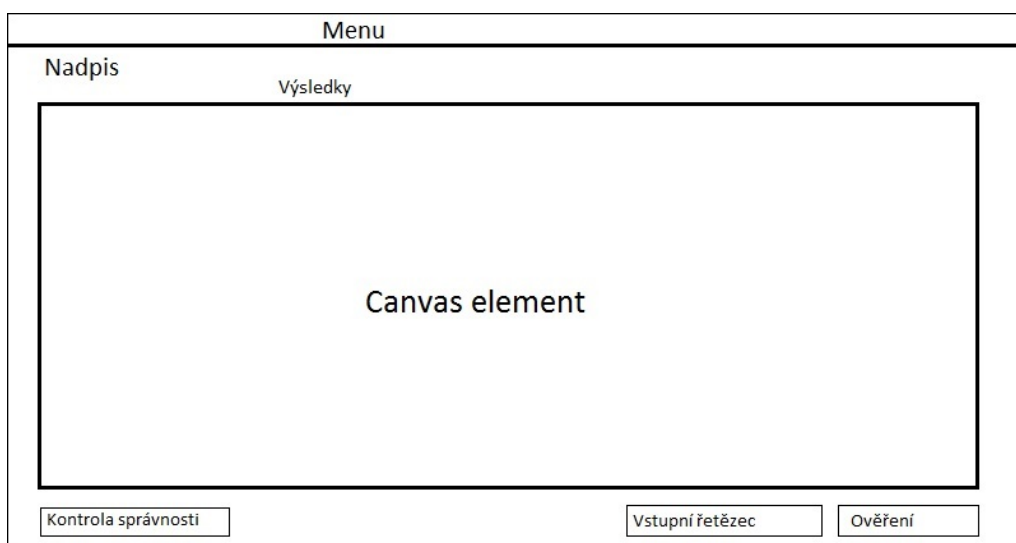 Menu
Nadpis
Výsledky
Canvas element
Kontrola správnosti
Vstupní řetězec
Ověření